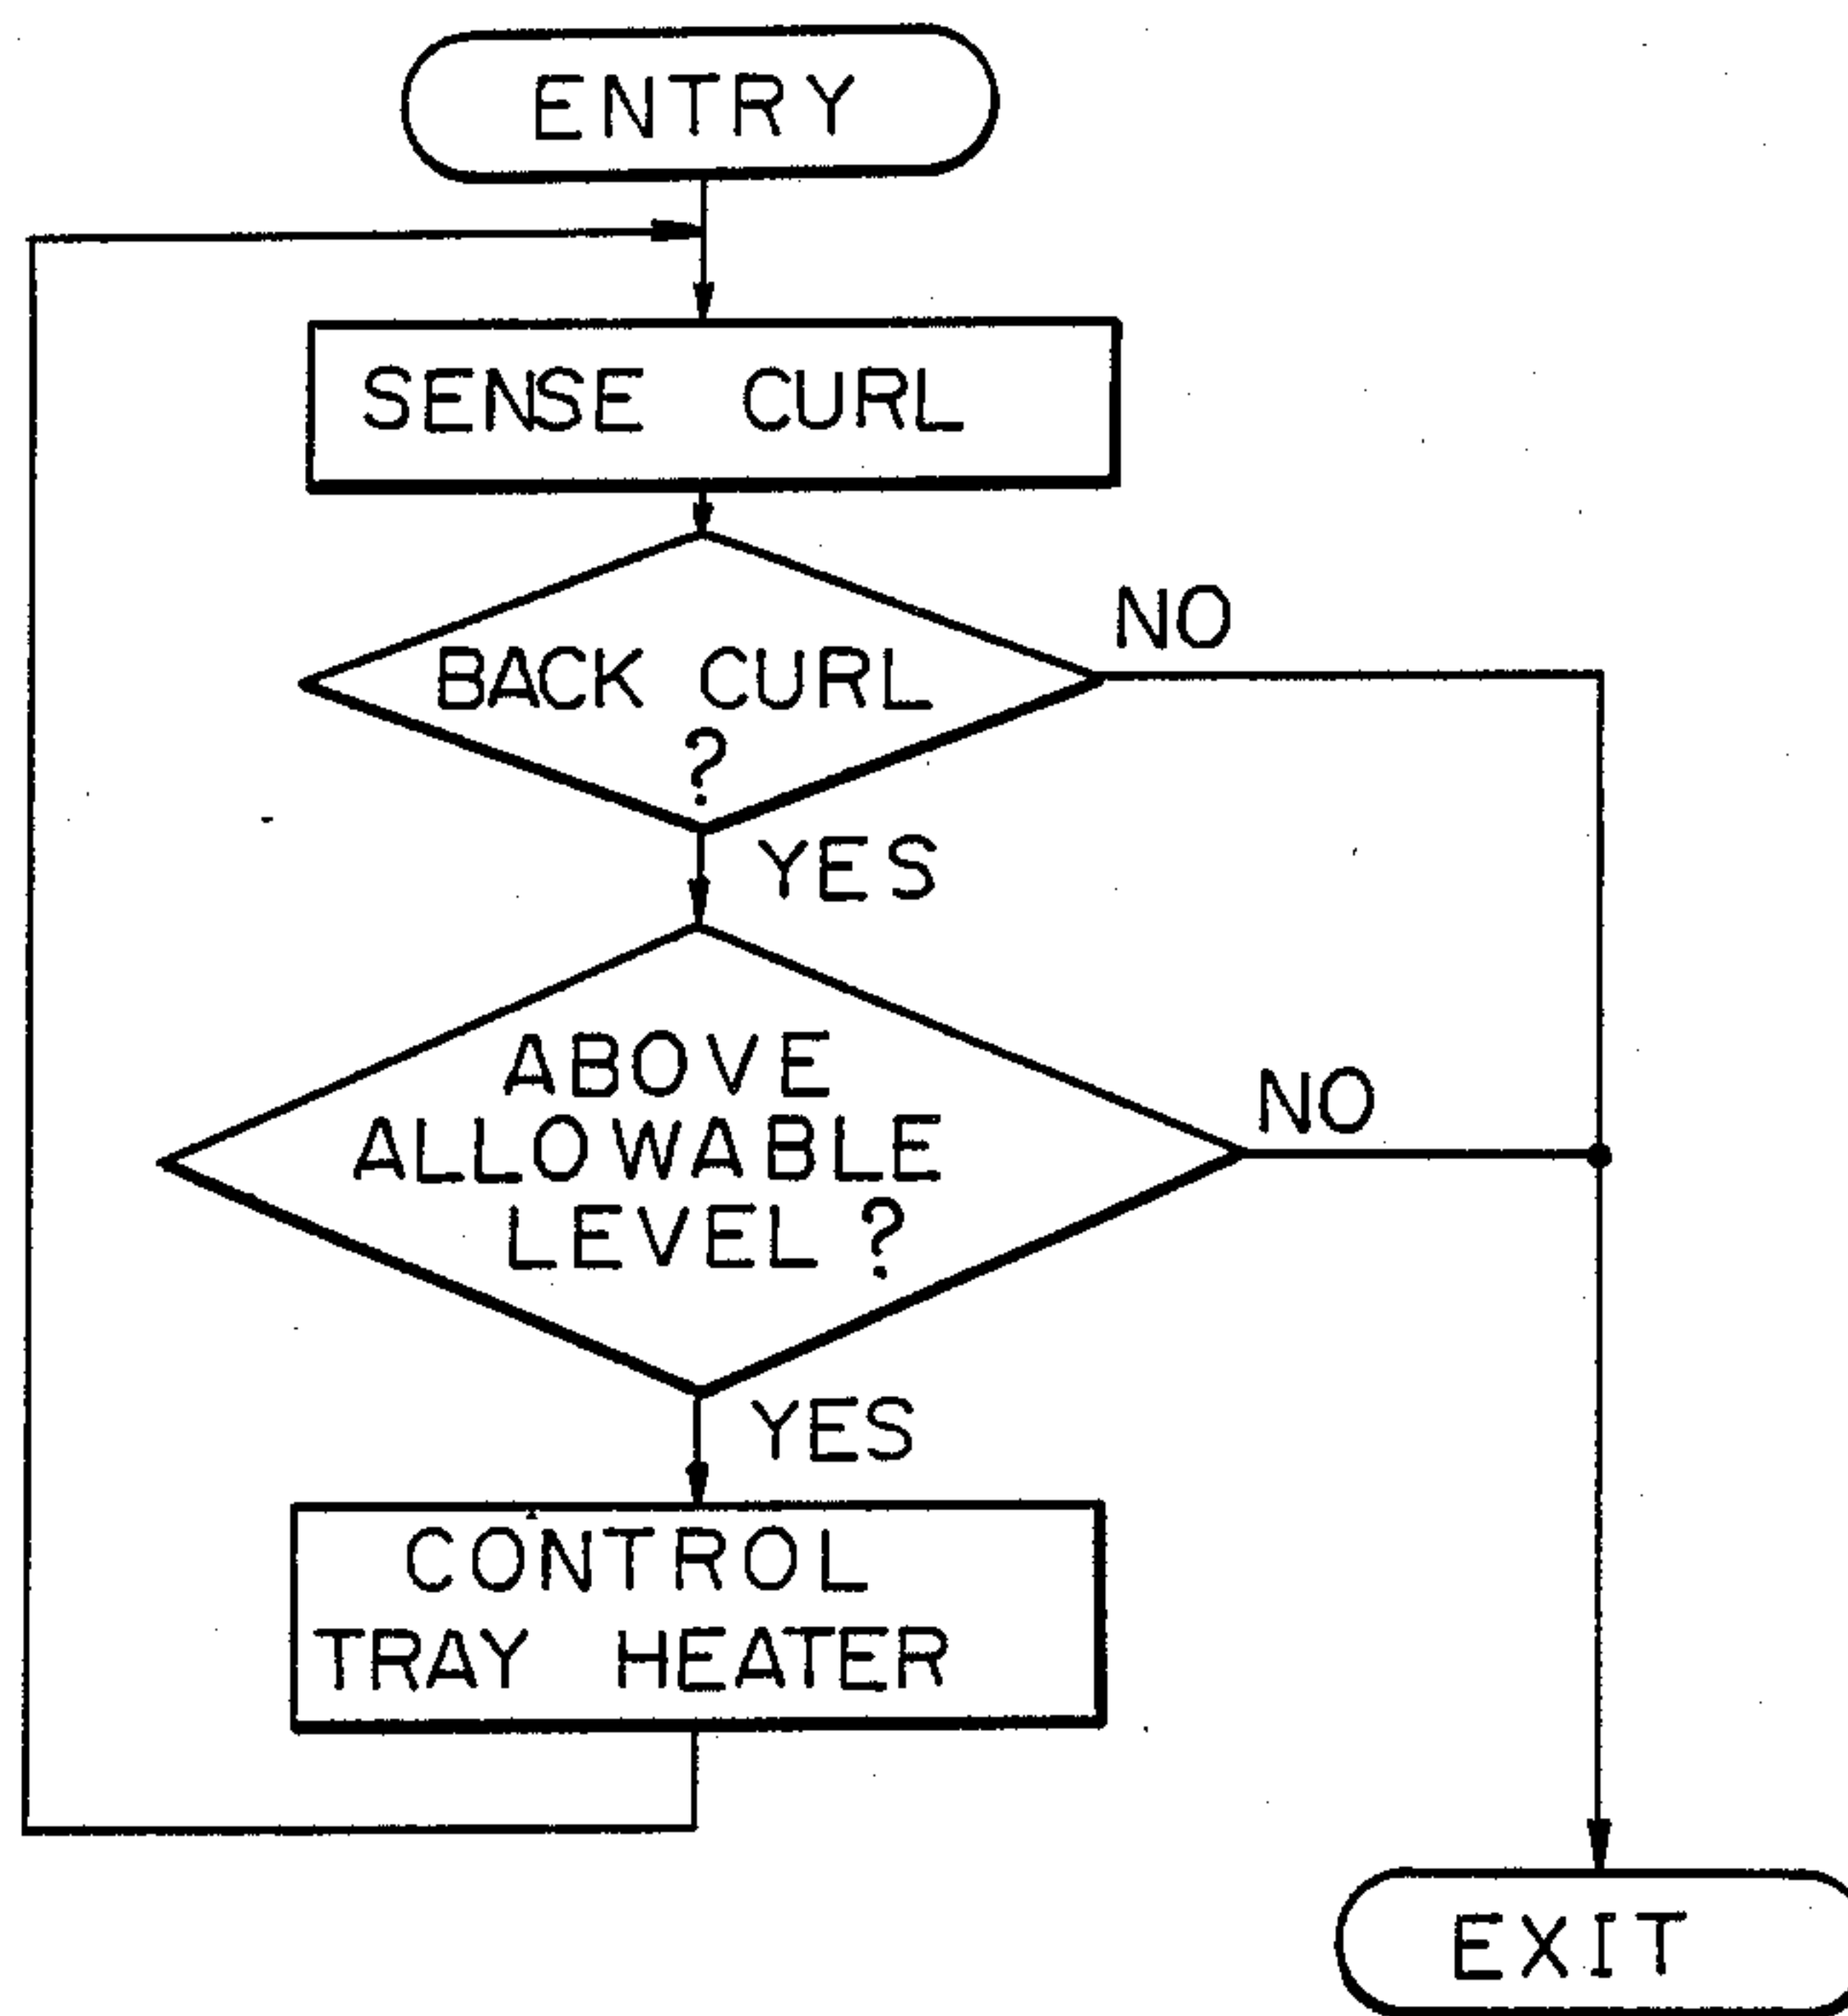 ENTRY
SENSE CURL
BACK CURL
?
NO
YES
ABOVE
ALLOWABLE
LEVEL ?
NO
YES
CONTROL
TRAY HEATER
EXIT